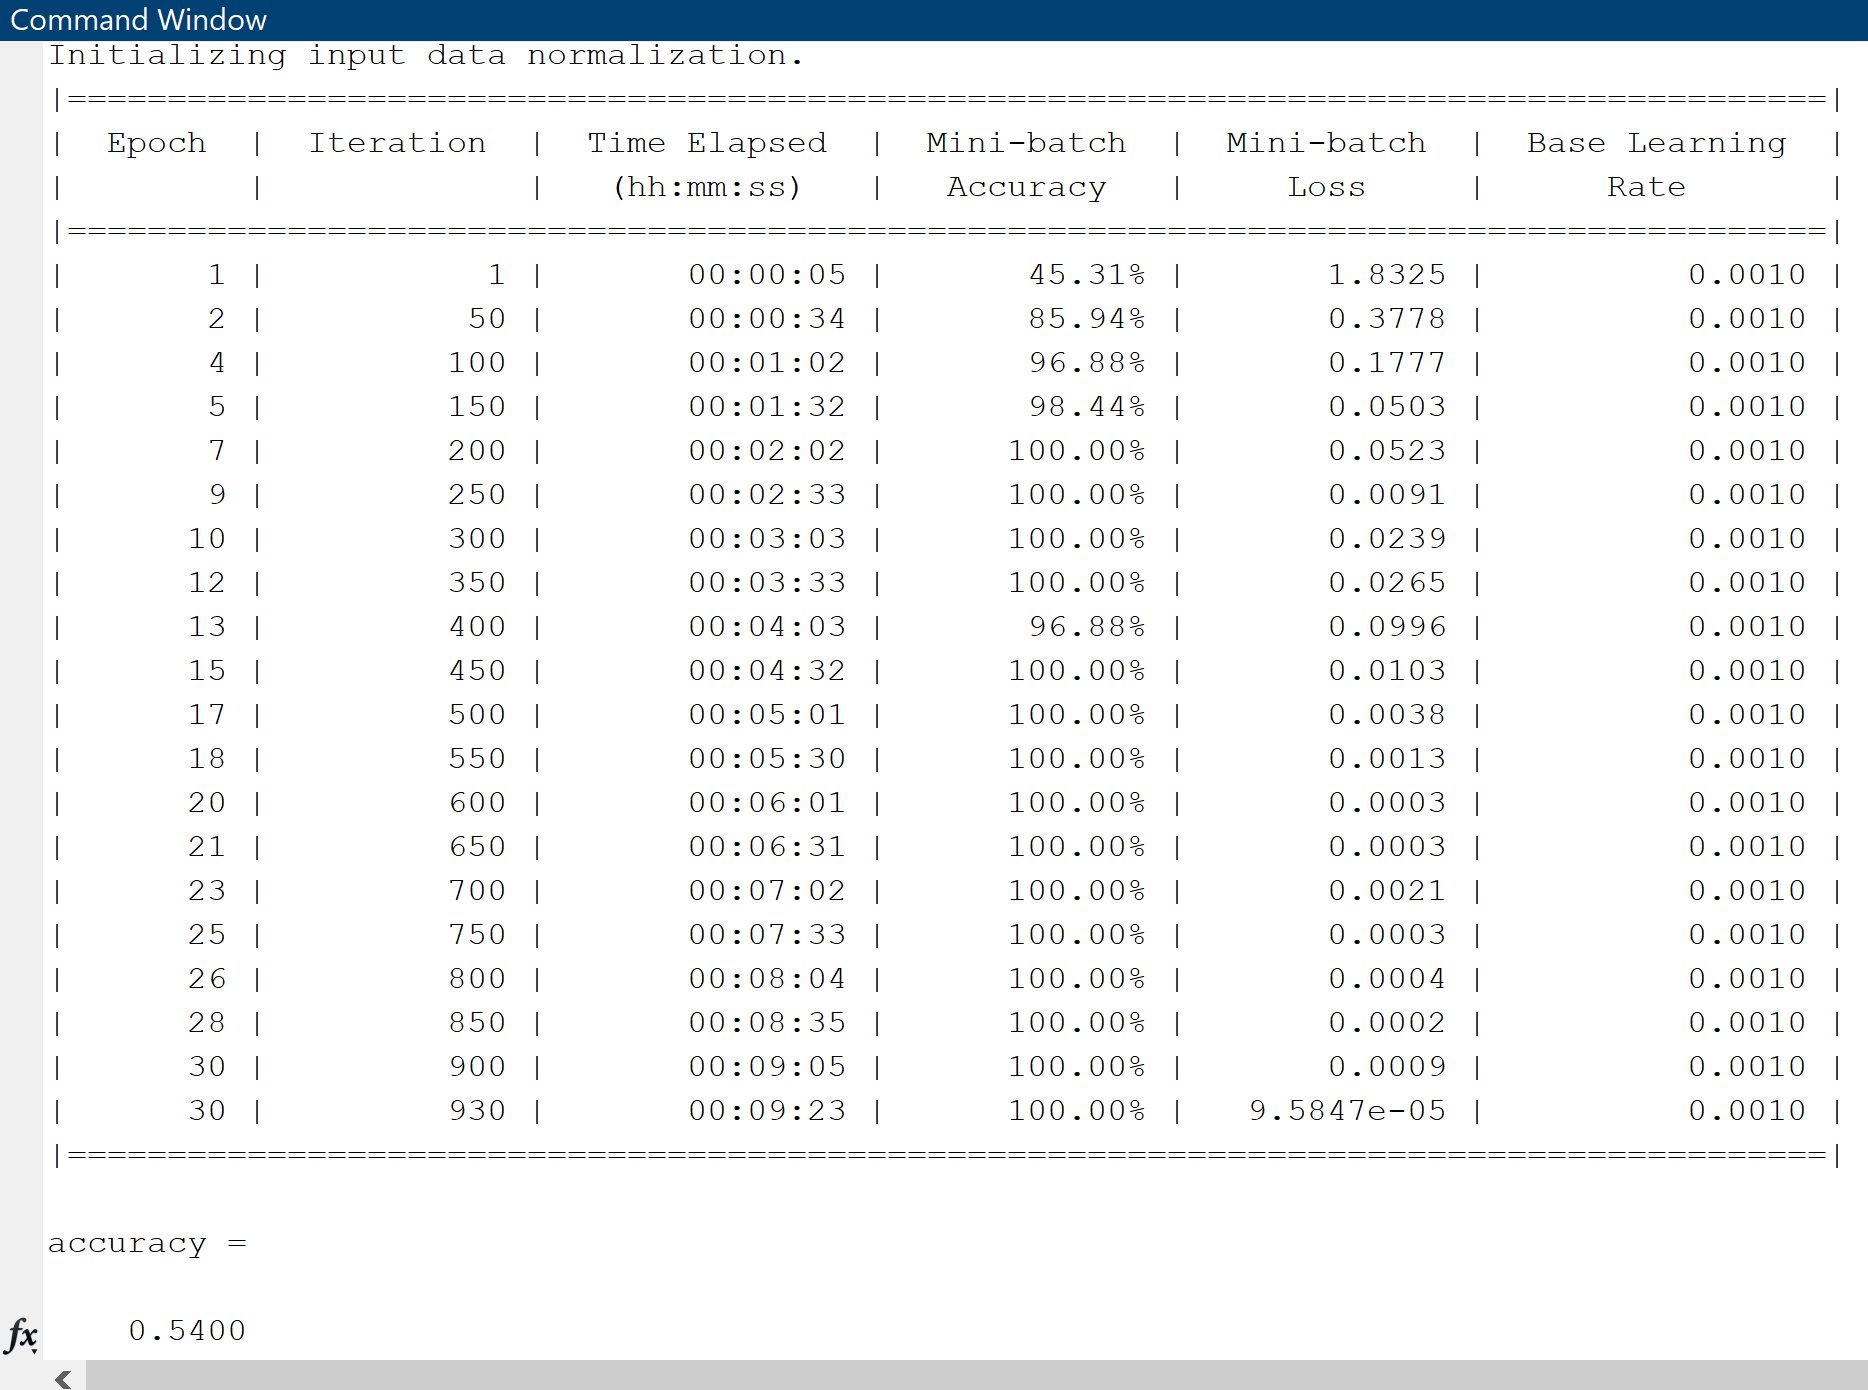 Command Window
Initializing input data normalization.
|========================================================================================|
| Epoch | Iteration | Time Elapsed | Mini-batch | Mini-batch | Base Learning |
| | | (hh:mm:ss) | Accuracy | Loss | Rate |
|========================================================================================|
| 1 | 1 | 00:00:05 | 45.31% | 1.8325 | 0.0010 |
| 2 | 50 | 00:00:34 | 85.94% | 0.3778 | 0.0010 |
| 4 | 100 | 00:01:02 | 96.88% | 0.1777 | 0.0010 |
| 5 | 150 | 00:01:32 | 98.44% | 0.0503 | 0.0010 |
| 7 | 200 | 00:02:02 | 100.00% | 0.0523 | 0.0010 |
| 9 | 250 | 00:02:33 | 100.00% | 0.0091 | 0.0010 |
| 10 | 300 | 00:03:03 | 100.00% | 0.0239 | 0.0010 |
| 12 | 350 | 00:03:33 | 100.00% | 0.0265 | 0.0010 |
| 13 | 400 | 00:04:03 | 96.88% | 0.0996 | 0.0010 |
| 15 | 450 | 00:04:32 | 100.00% | 0.0103 | 0.0010 |
| 17 | 500 | 00:05:01 | 100.00% | 0.0038 | 0.0010 |
| 18 | 550 | 00:05:30 | 100.00% | 0.0013 | 0.0010 |
| 20 | 600 | 00:06:01 | 100.00% | 0.0003 | 0.0010 |
| 21 | 650 | 00:06:31 | 100.00% | 0.0003 | 0.0010 |
| 23 | 700 | 00:07:02 | 100.00% | 0.0021 | 0.0010 |
| 25 | 750 | 00:07:33 | 100.00% | 0.0003 | 0.0010 |
| 26 | 800 | 00:08:04 | 100.00% | 0.0004 | 0.0010 |
| 28 | 850 | 00:08:35 | 100.00% | 0.0002 | 0.0010 |
| 30 | 900 | 00:09:05 | 100.00% | 0.0009 | 0.0010 |
| 30 | 930 | 00:09:23 | 100.00% | 9.5847e-05 | 0.0010 |
|========================================================================================|
accuracy =
fx 0.5400